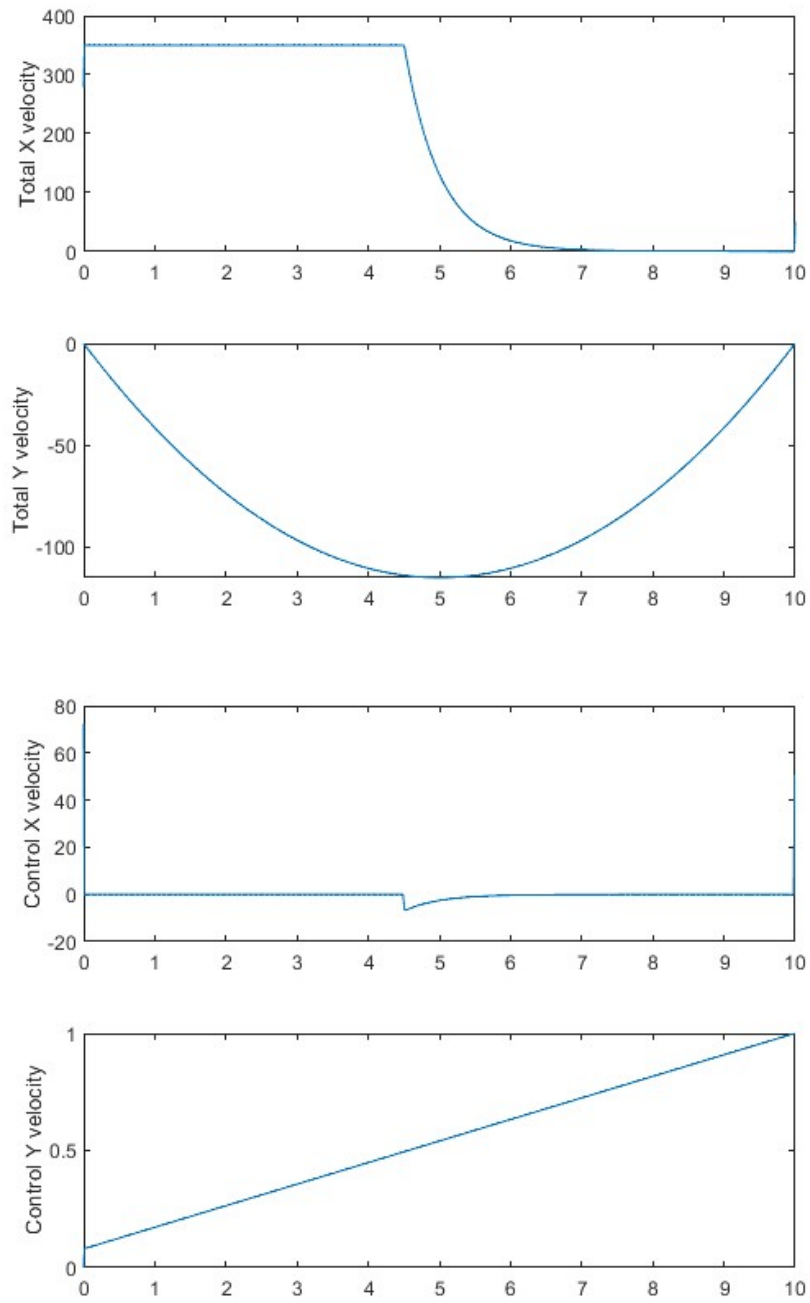 Total X velocity
400
300
200
100
0
0 1 2 3 4 5 6 7 8 9 10
Total Y velocity
0
-50
-100
0 1 2 3 4 5 6 7 8 9 10
Control X velocity
80
60
40
20
0
-20
0 1 2 3 4 5 6 7 8 9 10
Control Y velocity
1
0.5
0
0 1 2 3 4 5 6 7 8 9 10